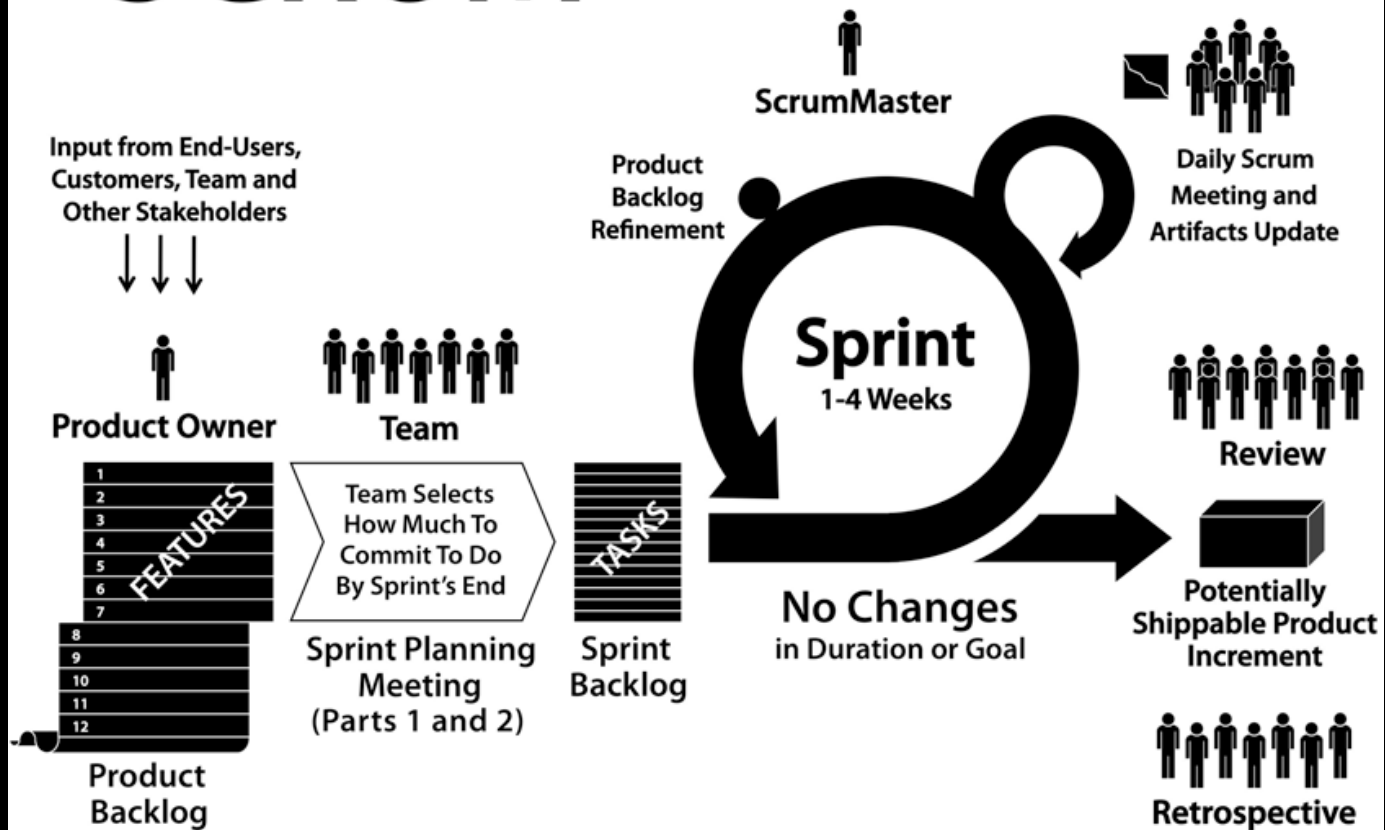 ScrumMaster
Input from End-Users,
Customers, Team and
Other Stakeholders
Product
Backlog
Refinement
Daily Scrum
Meeting and
Artifacts Update
Product Owner
Team
Sprint
1-4 Weeks
Review
1
2
3
4
5
6
7
FEATURES
8
9
10
11
12
Product
Backlog
Team Selects
How Much To
Commit To Do
By Sprint's End
Sprint Planning
Meeting
(Parts 1 and 2)
TASKS
Sprint
Backlog
No Changes
in Duration or Goal
Potentially
Shippable Product
Increment
Retrospective